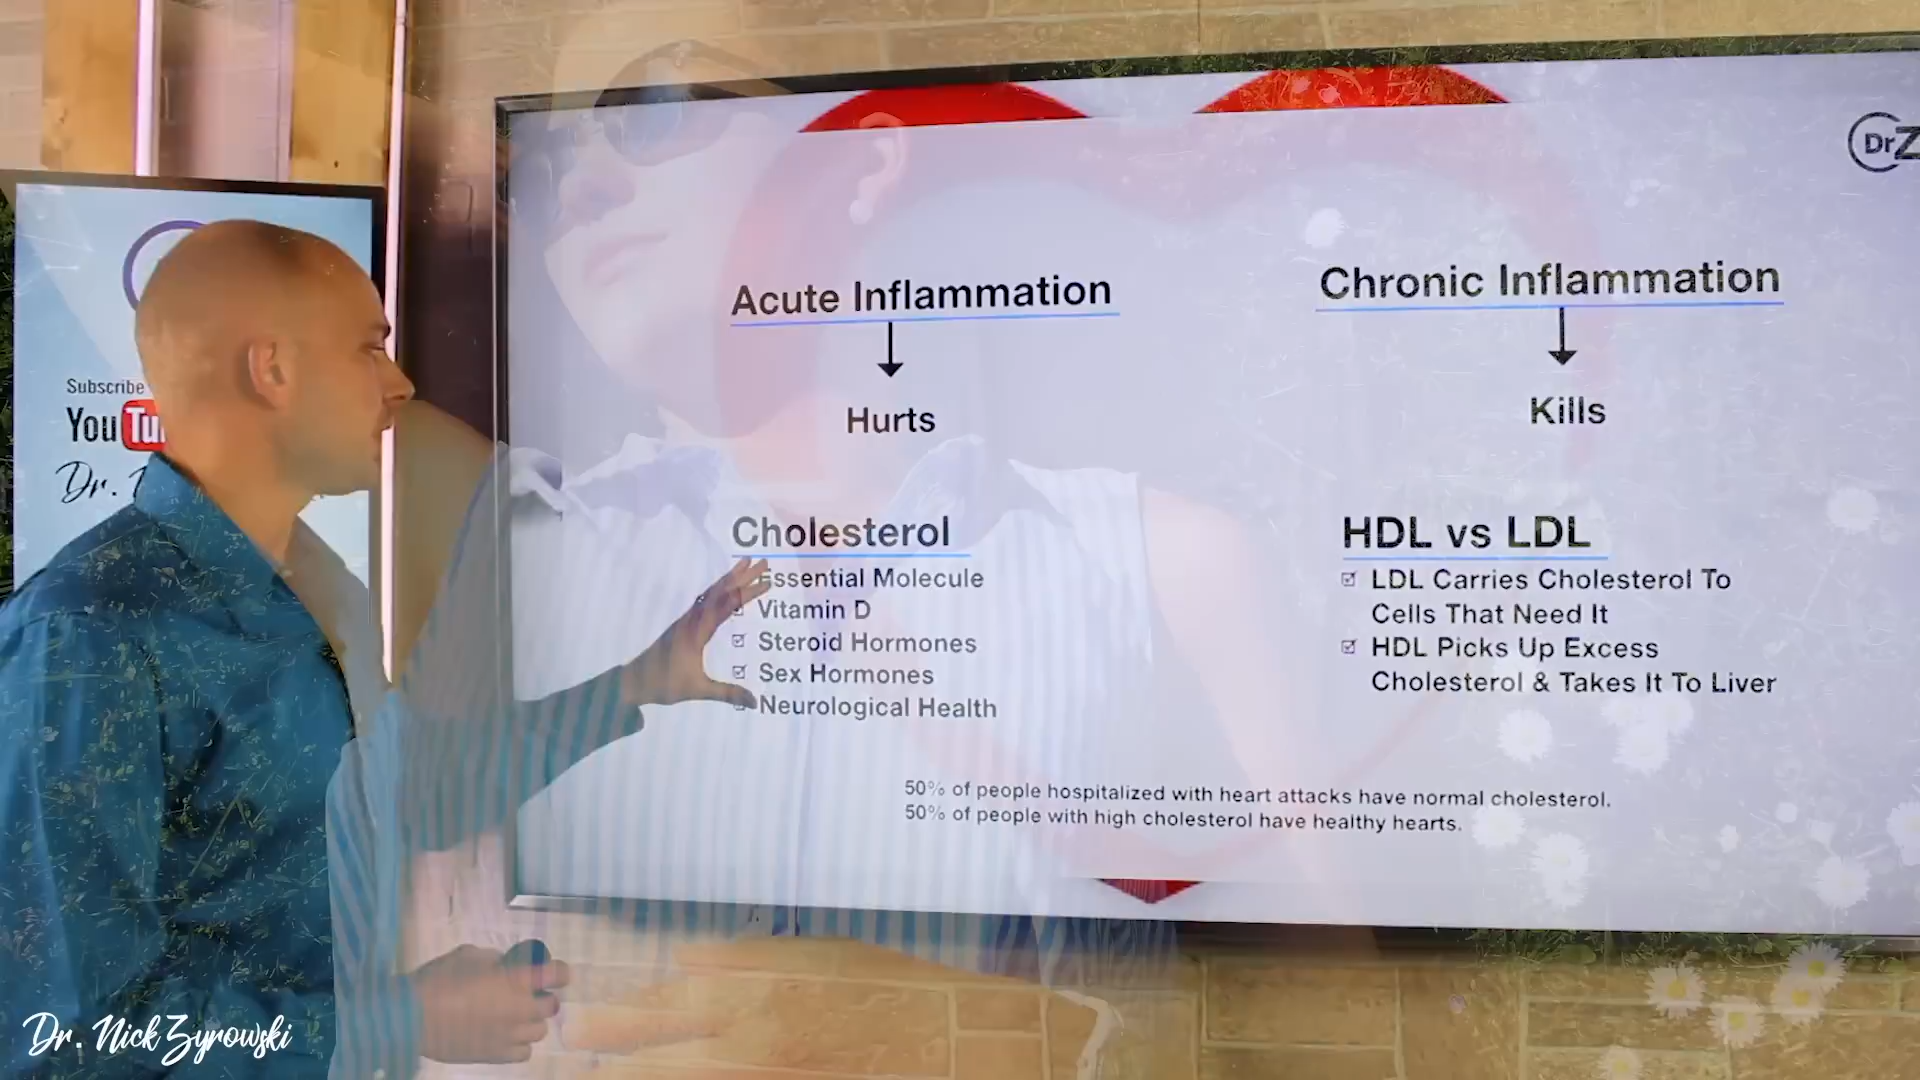 DrZ
Acute Inflammation
Hurts
Chronic Inflammation
Kills
Subscribe
YouTu
Dr.
Cholesterol
Essential Molecule
Vitamin D
Steroid Hormones
Sex Hormones
Neurological Health
HDL vs LDL
LDL Carries Cholesterol To
Cells That Need It
HDL Picks Up Excess
Cholesterol & Takes It To Liver
50% of people hospitalized with heart attacks have normal cholesterol.
50% of people with high cholesterol have healthy hearts.
Dr. Nick Zyrowski